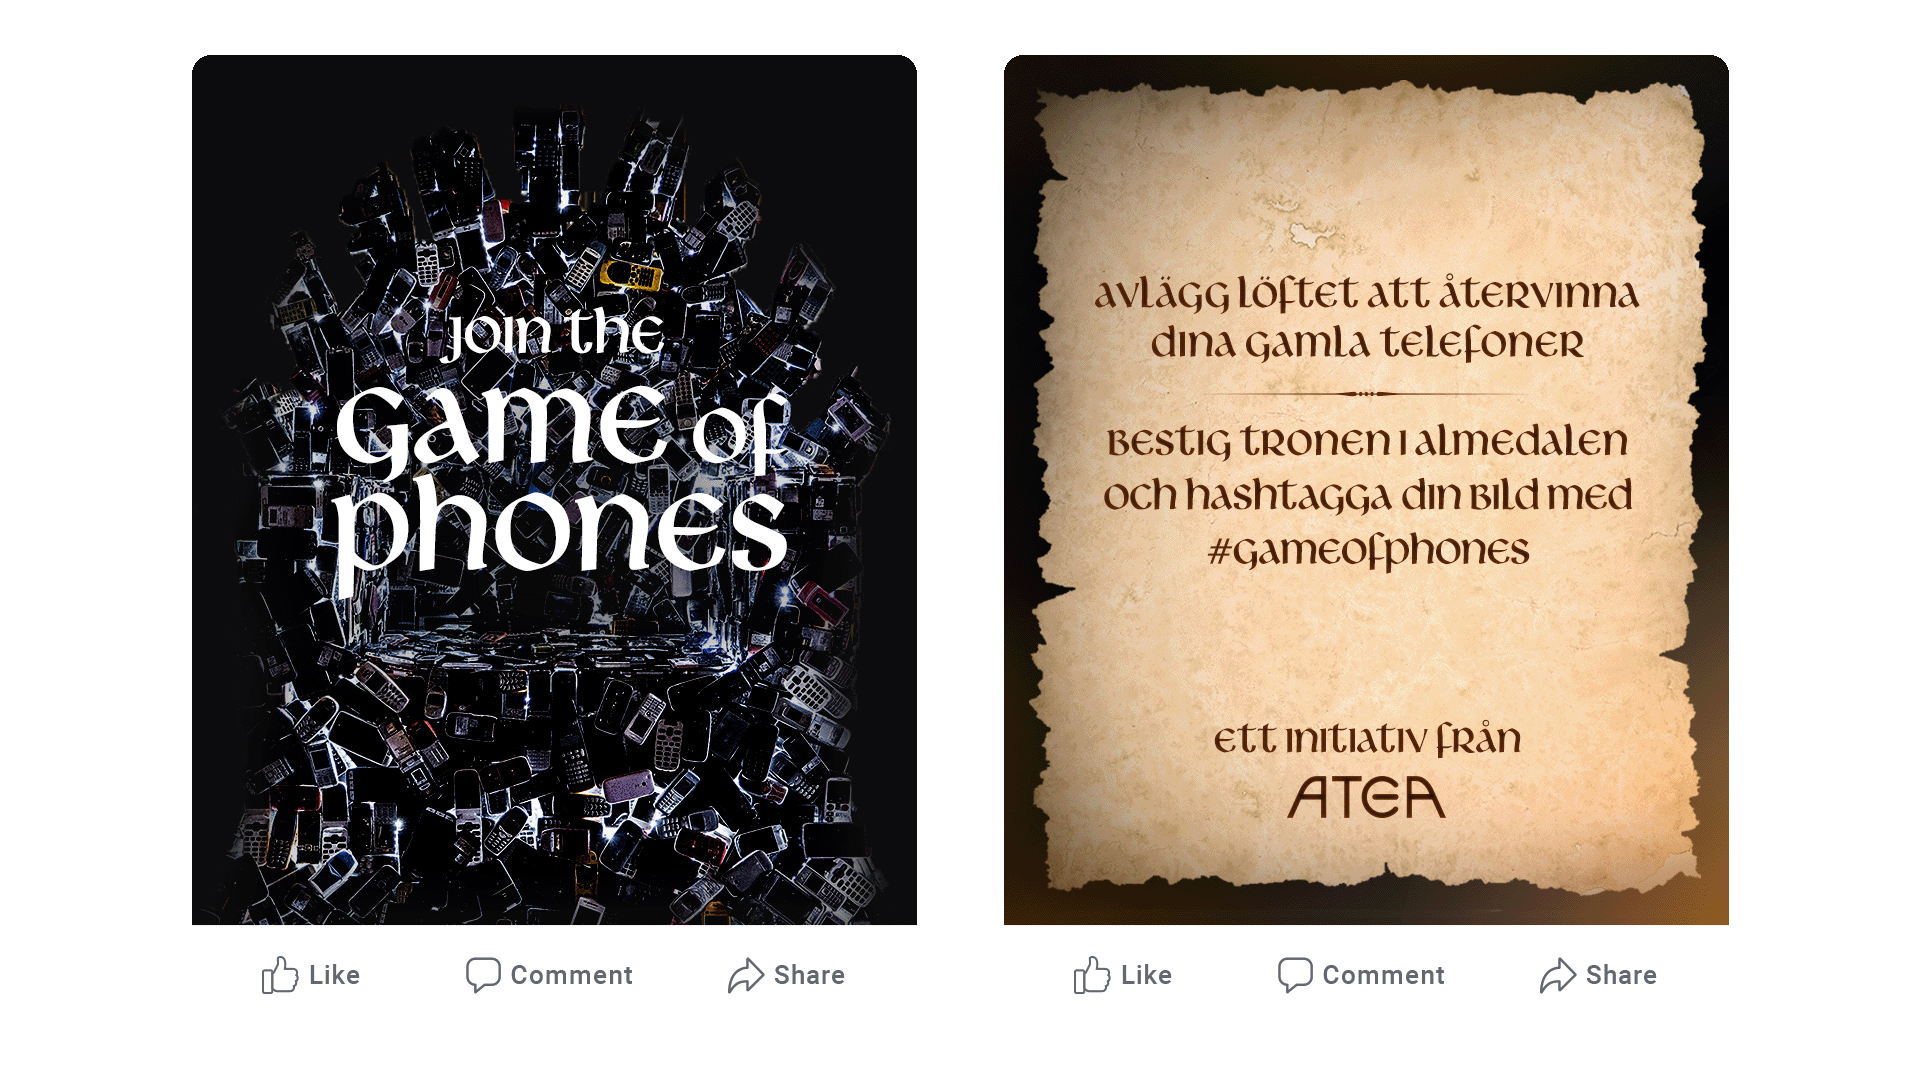 join the
Game of
phones
Like
Comment
Share
avlägg löftet att återvinna
dina gamla telefoner
Bestig tronen i Almedalen
och hashtagga din bild med
#gameofphones
ett initiativ från
ATEA
Like
Comment
Share